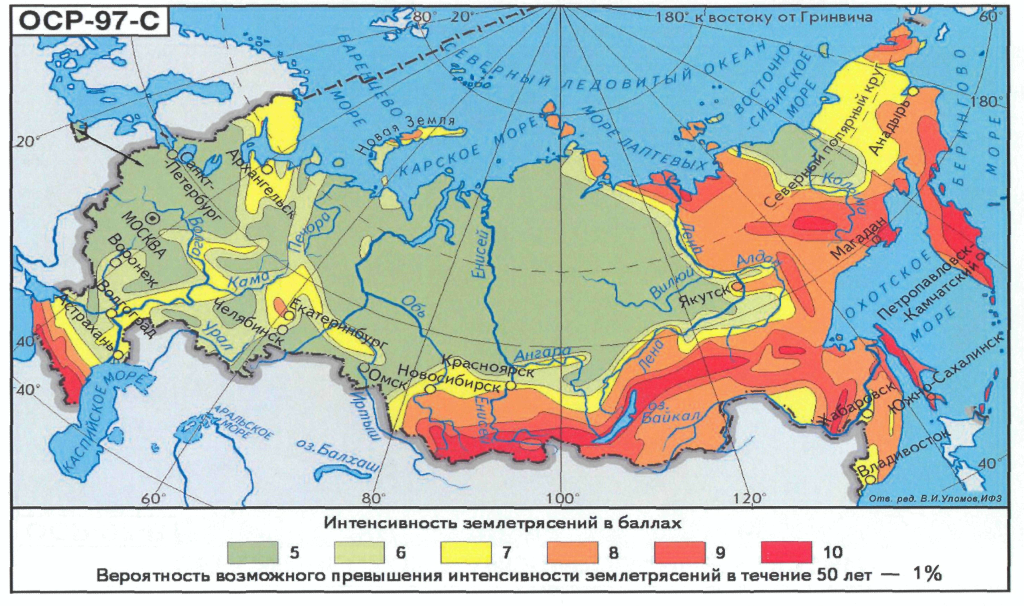 ОСР-97-С
80°
20°
180° к востоку от Гринвича
60°
БАРЕНЦЕВО
МОРЕ
СЕВЕРНЫЙ ЛЕДОВИТЫЙ ОКЕАН
ВОСТОЧНО-
-СИБИРСКОЕ
МОРЕ
180°
БЕРИНГОВО
МОРЕ
20°
Новая Земля
КАРСКОЕ МОРЕ
МОРЕ
ЛАПТЕВЫХ
Северный полярный круг
Анадырь
Санкт-
Петербург
Архангельск
Печора
Колыма
МОСКВА
Волга
Магадан
Воронеж
Кама
Енисей
Лена
Алдан
Вилюй
Якутск
Петропавловск-
-Камчатский
ОХОТСКОЕ
МОРЕ
Волгоград
Астрахань
Челябинск
Екатеринбург
Урал
Обь
40°
Красноярск
Ангара
Лена
Омск
Новосибирск
40°
КАСПИЙСКОЕ МОРЕ
АРАЛЬСКОЕ
МОРЕ
Иртыш
Енисей
оз.
Байкал
Хабаровск
Южно-Сахалинск
оз.Балхаш
Владивосток
40
60°
80°
100°
120°
Отв. ред. В.И.Уломов,ИФЗ
Интенсивность землетрясений в баллах
5 6 7 8 9 10
Вероятность возможного превышения интенсивности землетрясений в течение 50 лет — 1%